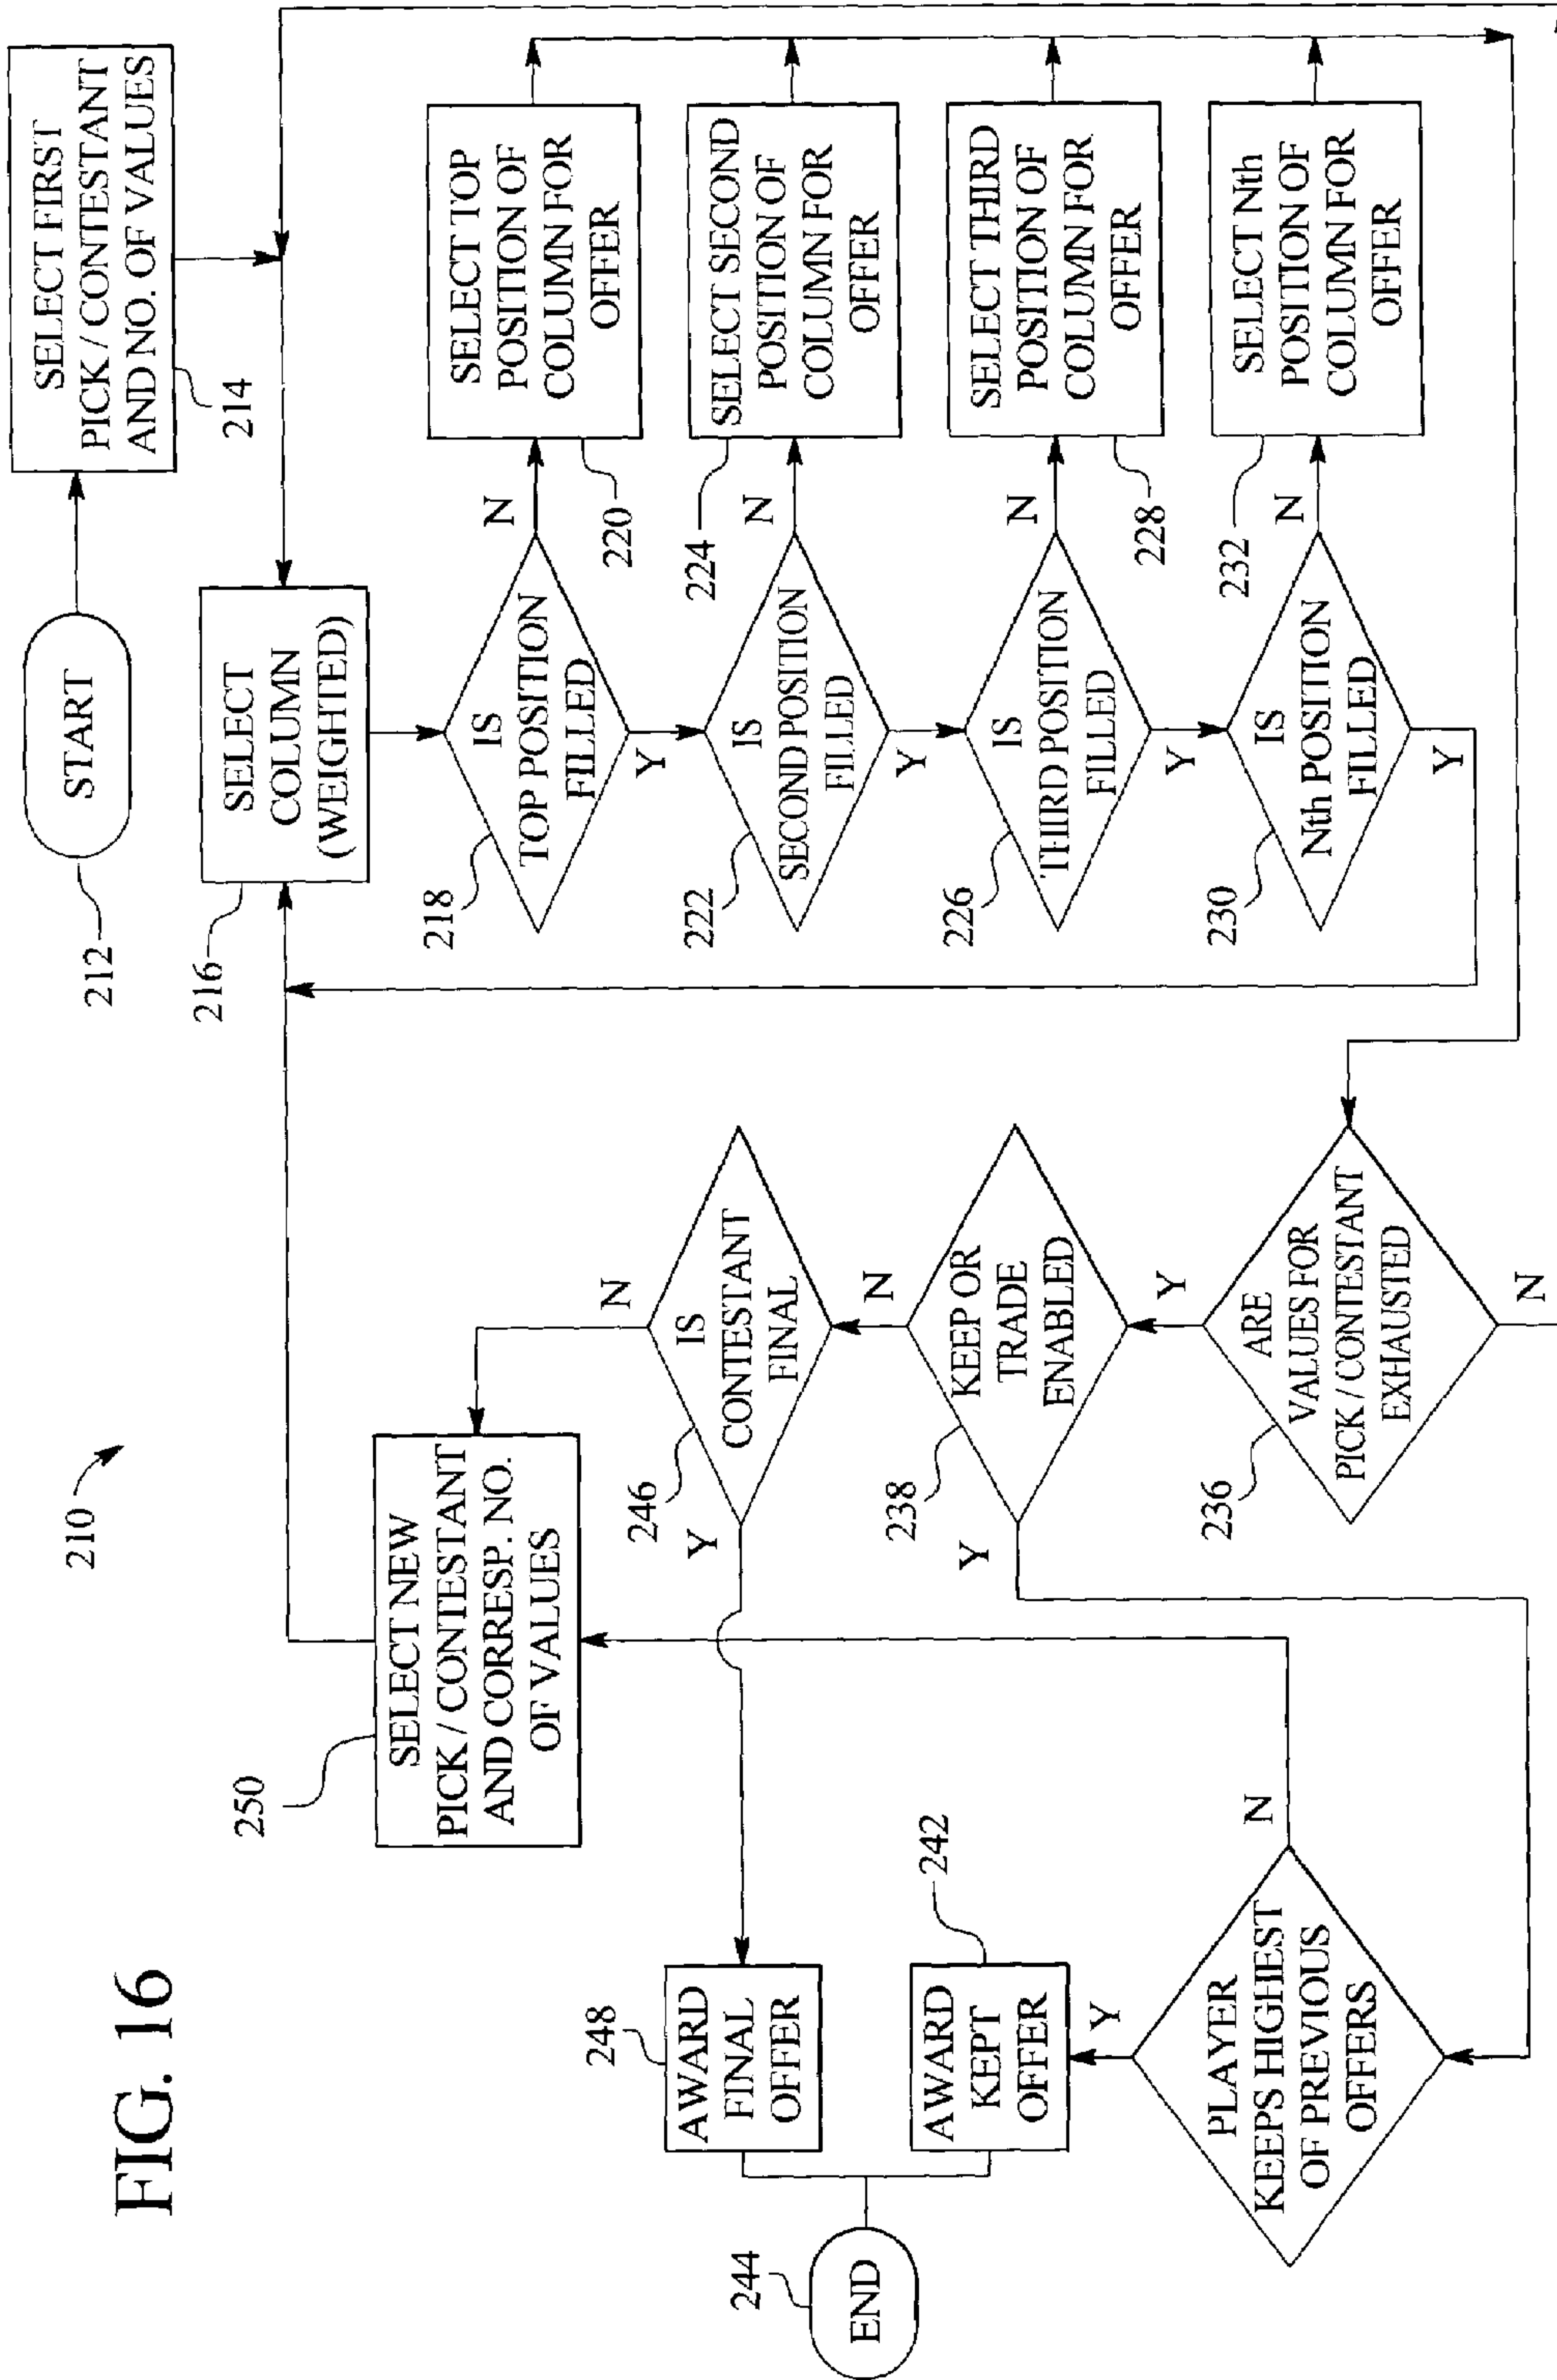 FIG. 16
210
START
212
SELECT FIRST
PICK / CONTESTANT
AND NO. OF VALUES
214
SELECT
COLUMN
(WEIGHTED)
216
IS
TOP POSITION
FILLED
218
N
Y
SELECT TOP
POSITION OF
COLUMN FOR
OFFER
220
IS
SECOND POSITION
FILLED
222
N
Y
SELECT SECOND
POSITION OF
COLUMN FOR
OFFER
224
IS
THIRD POSITION
FILLED
226
N
Y
SELECT THIRD
POSITION OF
COLUMN FOR
OFFER
228
IS
Nth POSITION
FILLED
230
N
Y
SELECT Nth
POSITION OF
COLUMN FOR
OFFER
232
ARE
VALUES FOR
PICK / CONTESTANT
EXHAUSTED
236
Y
N
KEEP OR
TRADE
ENABLED
238
N
Y
IS
CONTESTANT
FINAL
246
N
Y
SELECT NEW
PICK / CONTESTANT
AND CORRESP. NO.
OF VALUES
250
AWARD
FINAL
OFFER
248
AWARD
KEPT
OFFER
242
PLAYER
KEEPS HIGHEST
OF PREVIOUS
OFFERS
Y
N
END
244